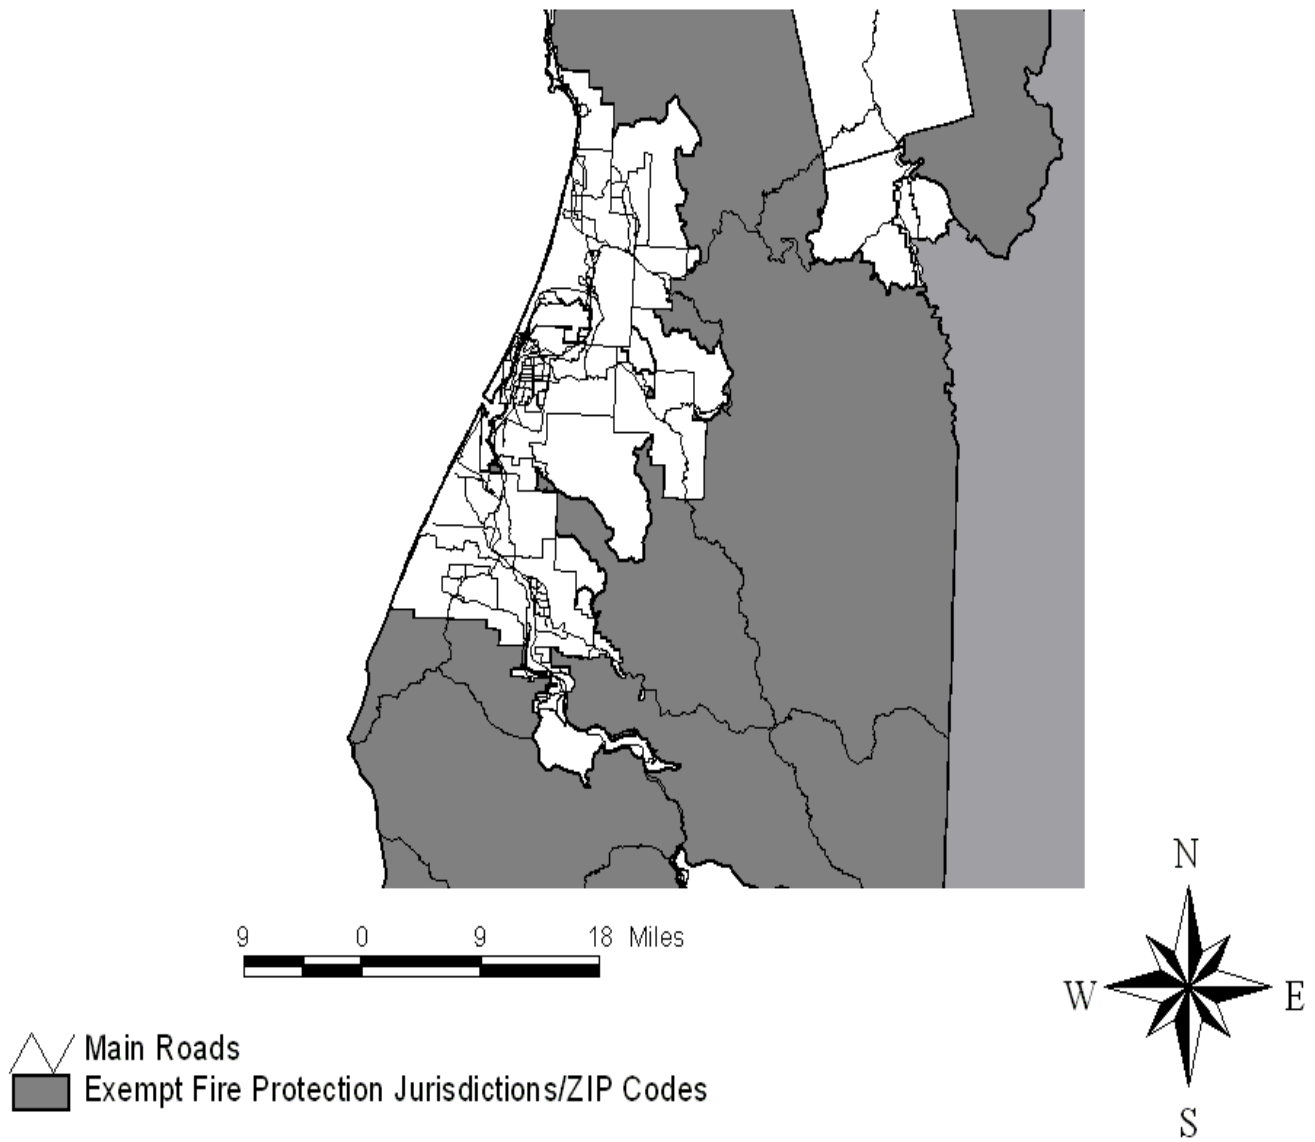 N
9 0 9 18 Miles
W E
Main Roads
Exempt Fire Protection Jurisdictions/ZIP Codes
S